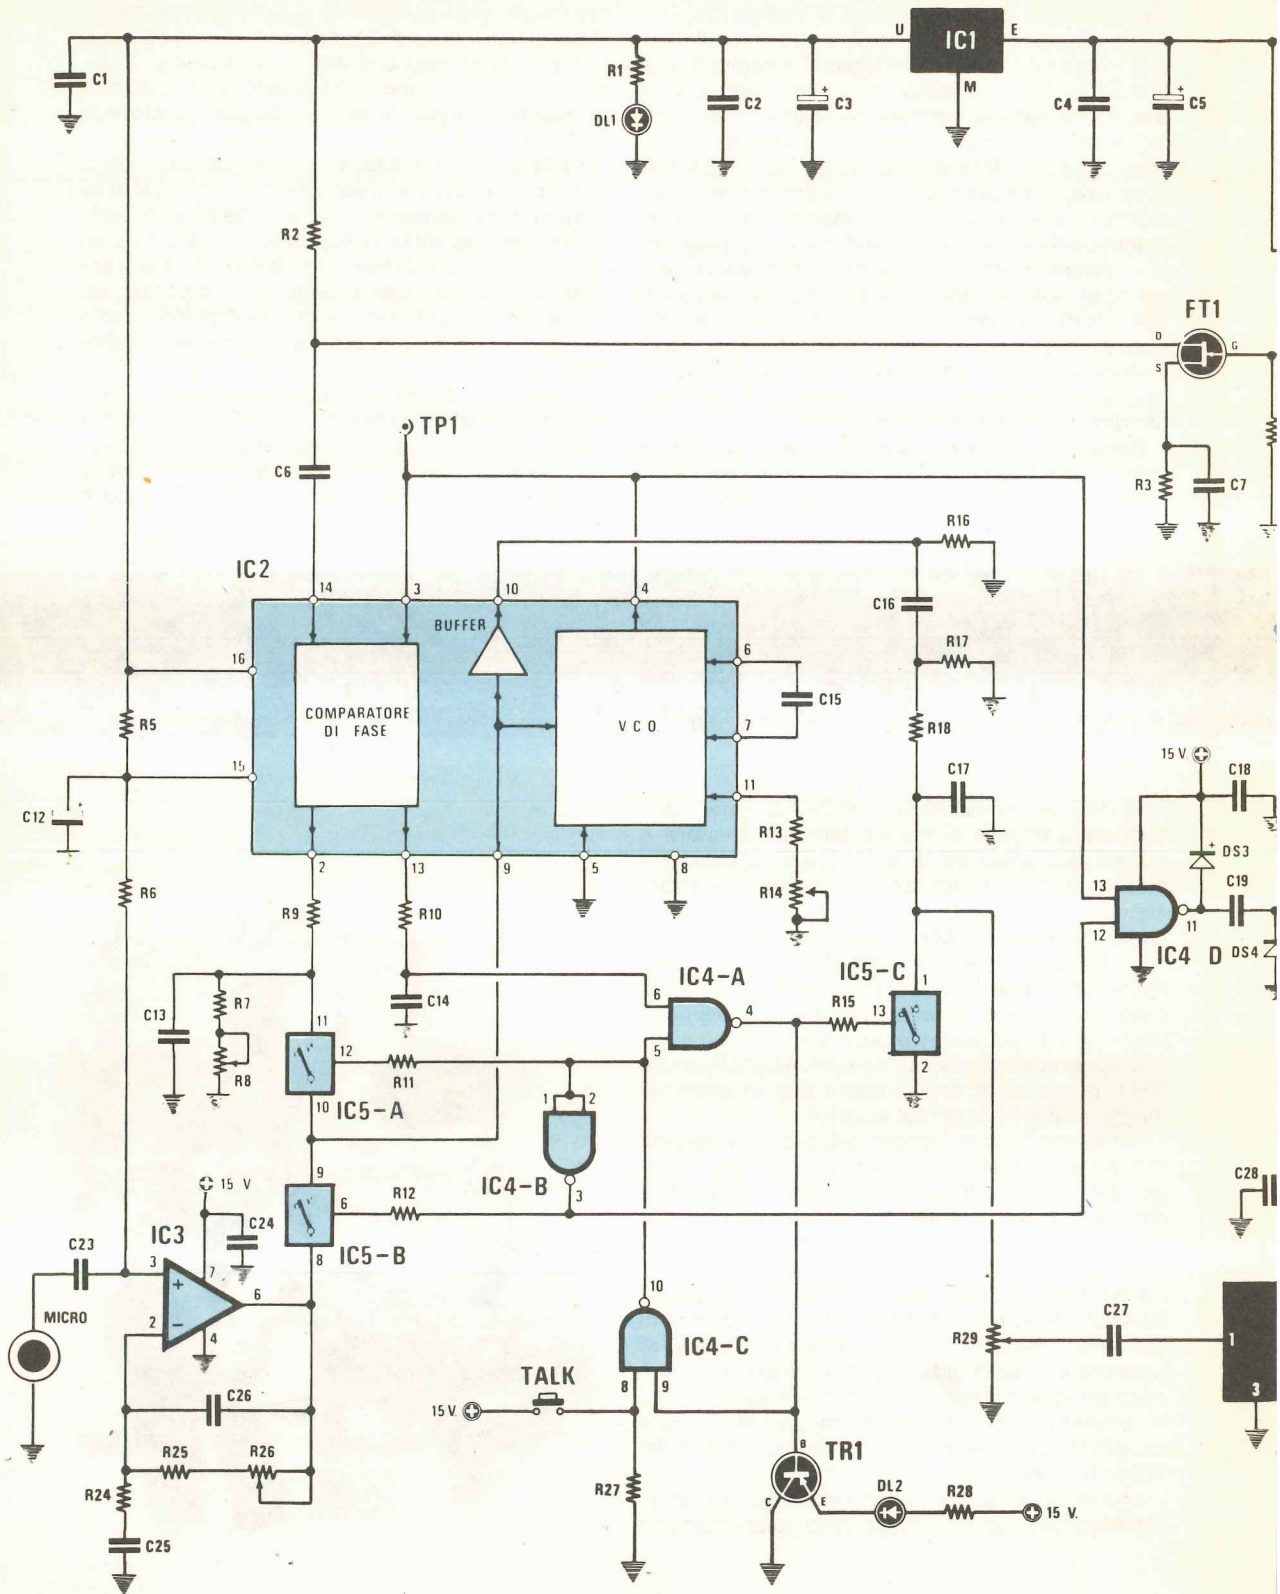 U IC1 E
C1
R1
M
C2
C3
+
C4
C5
+
DL1
R2
FT1
D
G
S
TP1
C6
R3
C7
R16
IC2
14
3
10
4
C16
BUFFER
6
R17
16
COMPARATORE
DI FASE
C15
R5
V C O.
7
R18
15 V.
C18
15
11
C17
C12
+
R13
DS3
+
2
13
9
5
8
R6
R9
R10
R14
13
C19
12
11
IC4 D
DS4
IC4-A
IC5-C
6
1
R7
C14
4
R15
13
C13
11
5
12
R8
R11
2
10
IC5-A
1
2
9
IC4-B
15 V
R12
3
C28
IC3
C24
6
C23
IC5-B
3
7
8
+
6
10
MICRO
2
−
4
IC4-C
R29
C27
1
TALK
3
C26
8
9
15 V.
R25
R26
B
TR1
R24
R27
C
E
DL2
R28
15 V.
C25